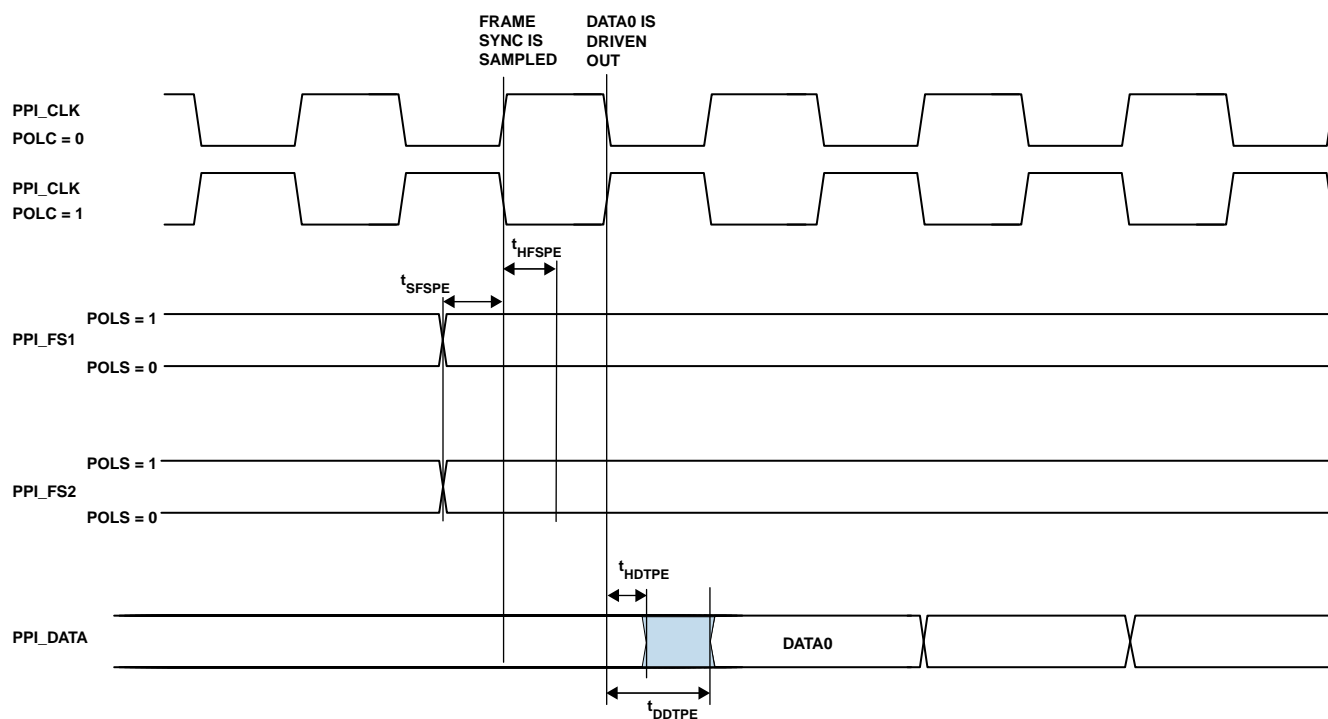 FRAME
SYNC IS
SAMPLED
DATA0 IS
DRIVEN
OUT
PPI_CLK
POLC = 0
PPI_CLK
POLC = 1
tHFSPE
tSFSPE
POLS = 1
PPI_FS1
POLS = 0
POLS = 1
PPI_FS2
POLS = 0
tHDTPE
PPI_DATA
DATA0
tDDTPE